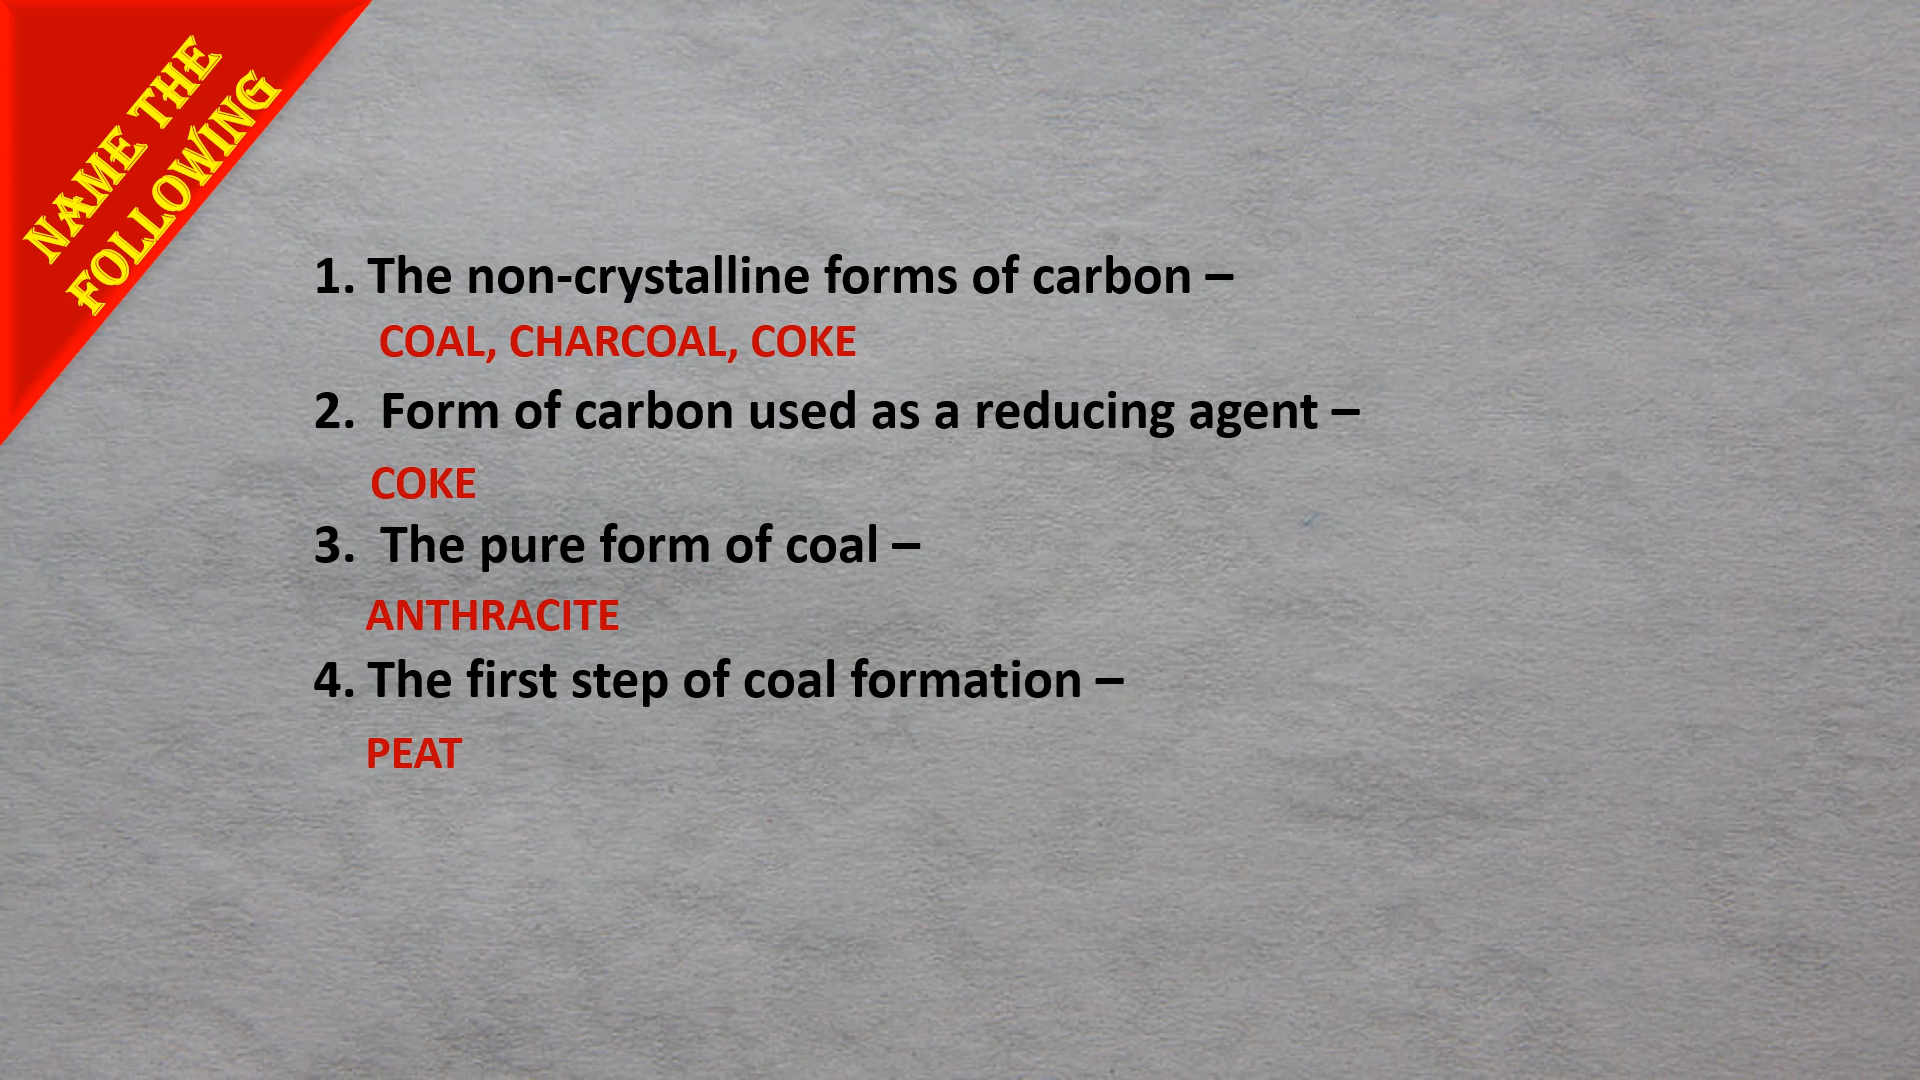 NAME THE
FOLLOWING
1. The non-crystalline forms of carbon –
COAL, CHARCOAL, COKE
2. Form of carbon used as a reducing agent –
COKE
3. The pure form of coal –
ANTHRACITE
4. The first step of coal formation –
PEAT